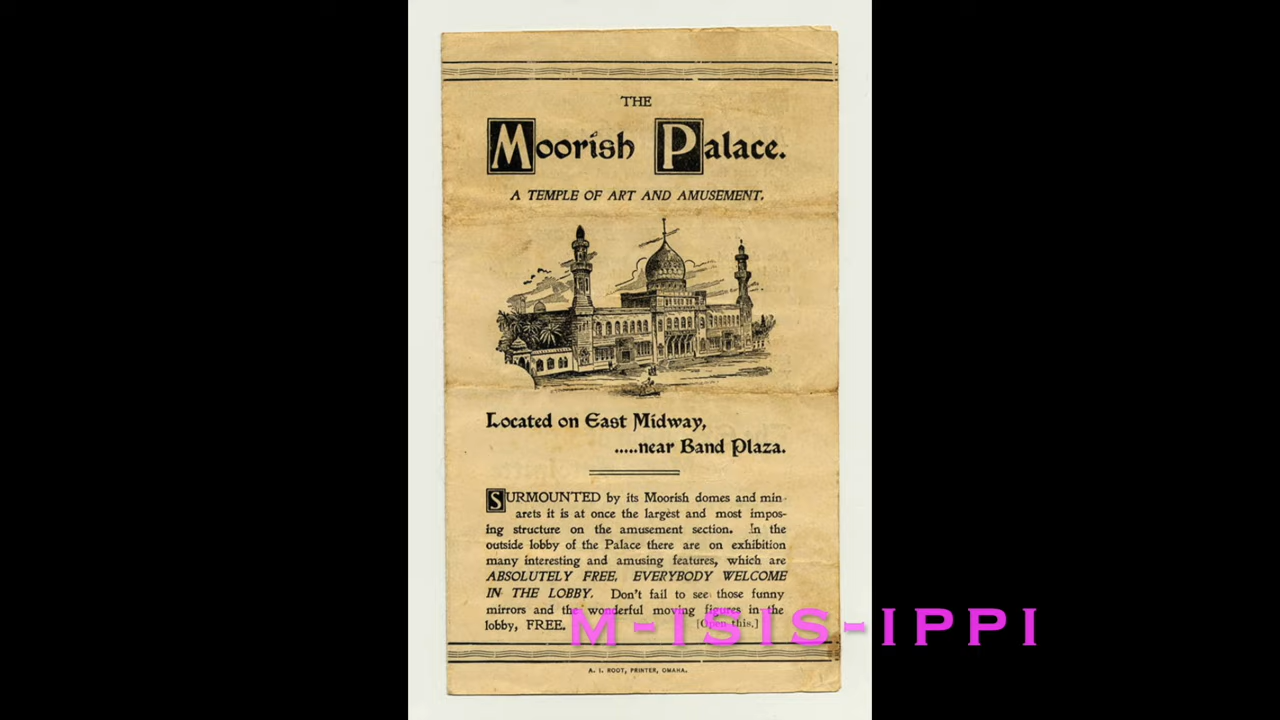 THE
Moorish Palace.
A TEMPLE OF ART AND AMUSEMENT.
Located on East Midway,
.....near Band Plaza.
SURMOUNTED by its Moorish domes and min-
arets it is at once the largest and most impos-
ing structure on the amusement section. In the
outside lobby of the Palace there are on exhibition
many interesting and amusing features, which are
ABSOLUTELY FREE, EVERYBODY WELCOME
IN THE LOBBY. Don't fail to see those funny
mirrors and the wonderful moving figures in the
lobby, FREE. [Open this.]
M-ISIS-IPPI
A. I. ROOT, PRINTER, OMAHA.